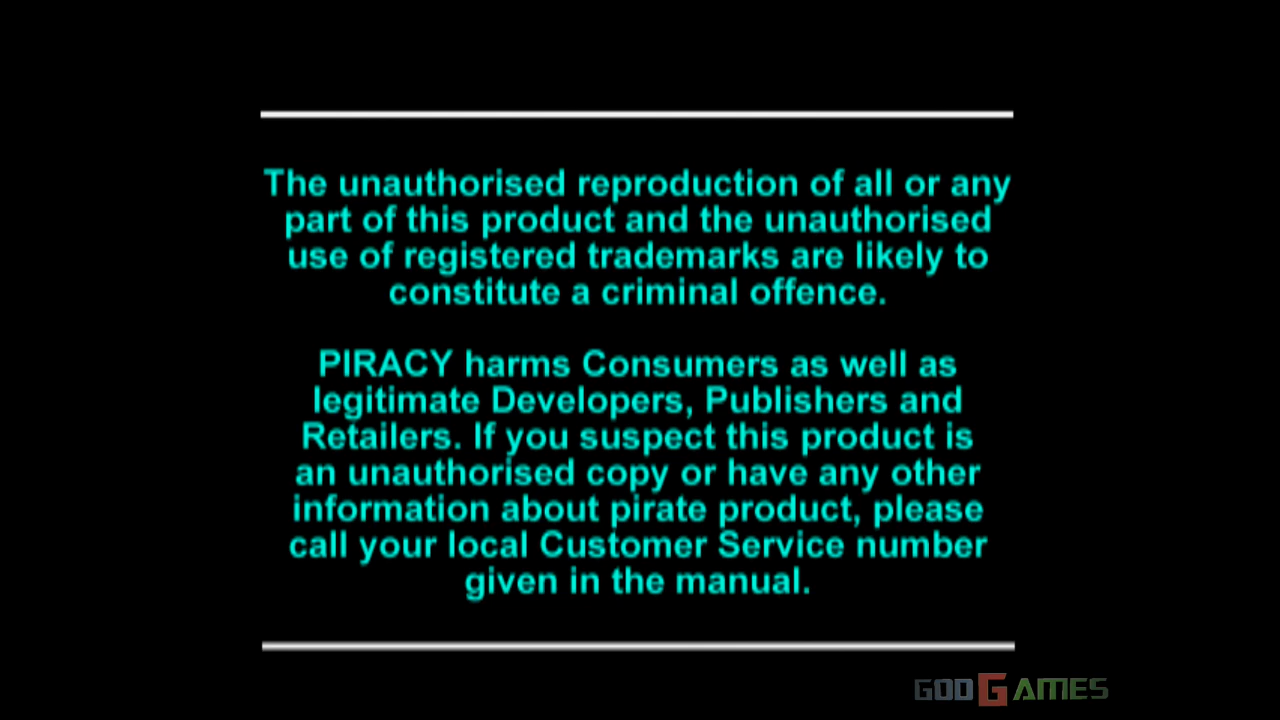 The unauthorised reproduction of all or any
part of this product and the unauthorised
use of registered trademarks are likely to
constitute a criminal offence.
PIRACY harms Consumers as well as
legitimate Developers, Publishers and
Retailers. If you suspect this product is
an unauthorised copy or have any other
information about pirate product, please
call your local Customer Service number
given in the manual.
GODGAMES